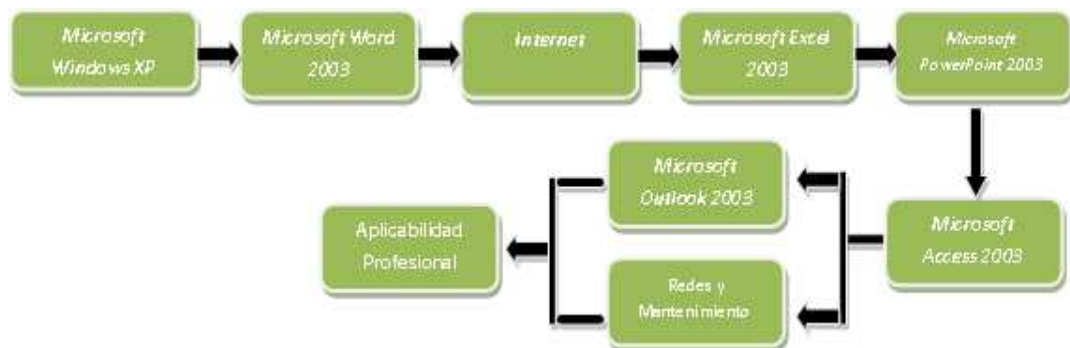 Microsoft
Windows XP
Microsoft Word
2003
Internet
Microsoft Excel
2003
Microsoft
PowerPoint 2003
Microsoft
Access 2003
Microsoft
Outlook 2003
Redes y
Mantenimiento
Aplicabilidad
Profesional